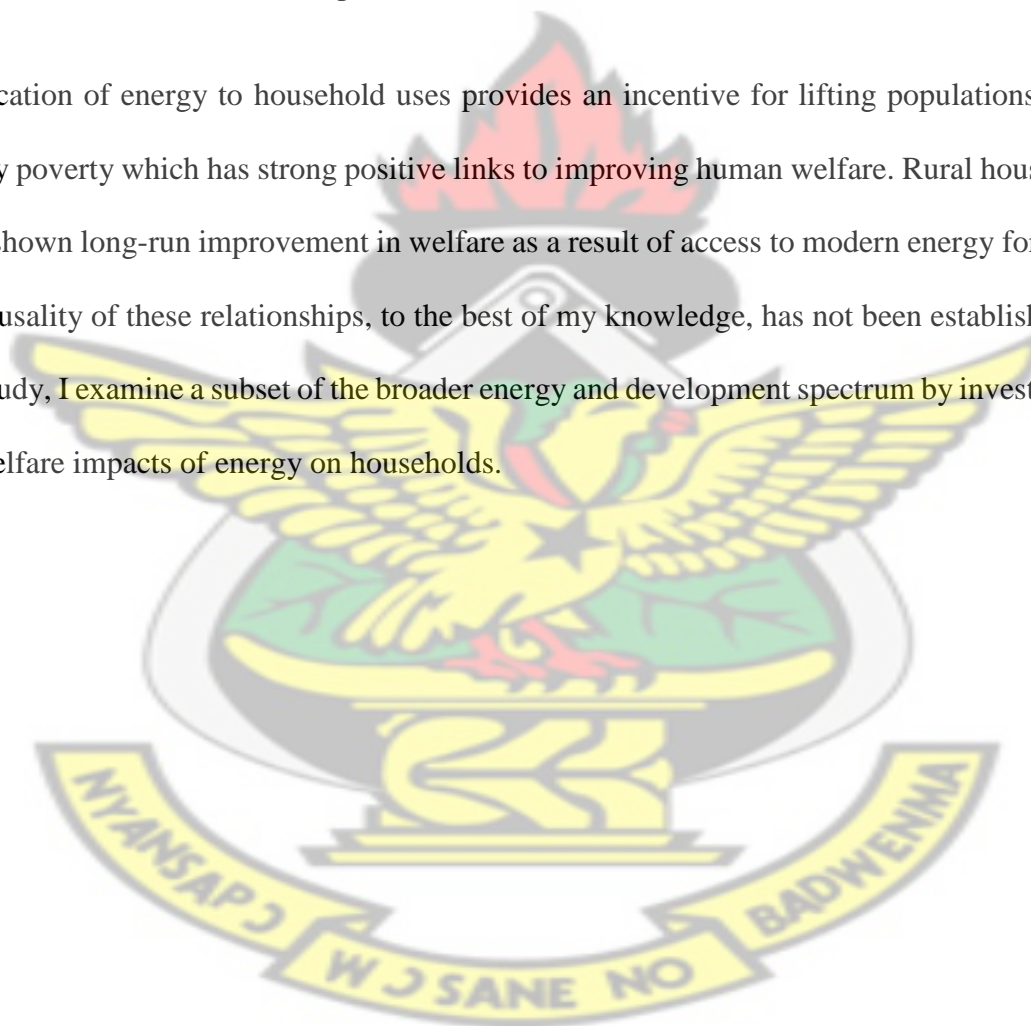 cation of energy to household uses provides an incentive for lifting populations
y poverty which has strong positive links to improving human welfare. Rural hous
shown long-run improvement in welfare as a result of access to modern energy for
usality of these relationships, to the best of my knowledge, has not been establish
udy, I examine a subset of the broader energy and development spectrum by invest
elfare impacts of energy on households.
NYANSAPƆ
WƆ SANE NO
BADWENMA